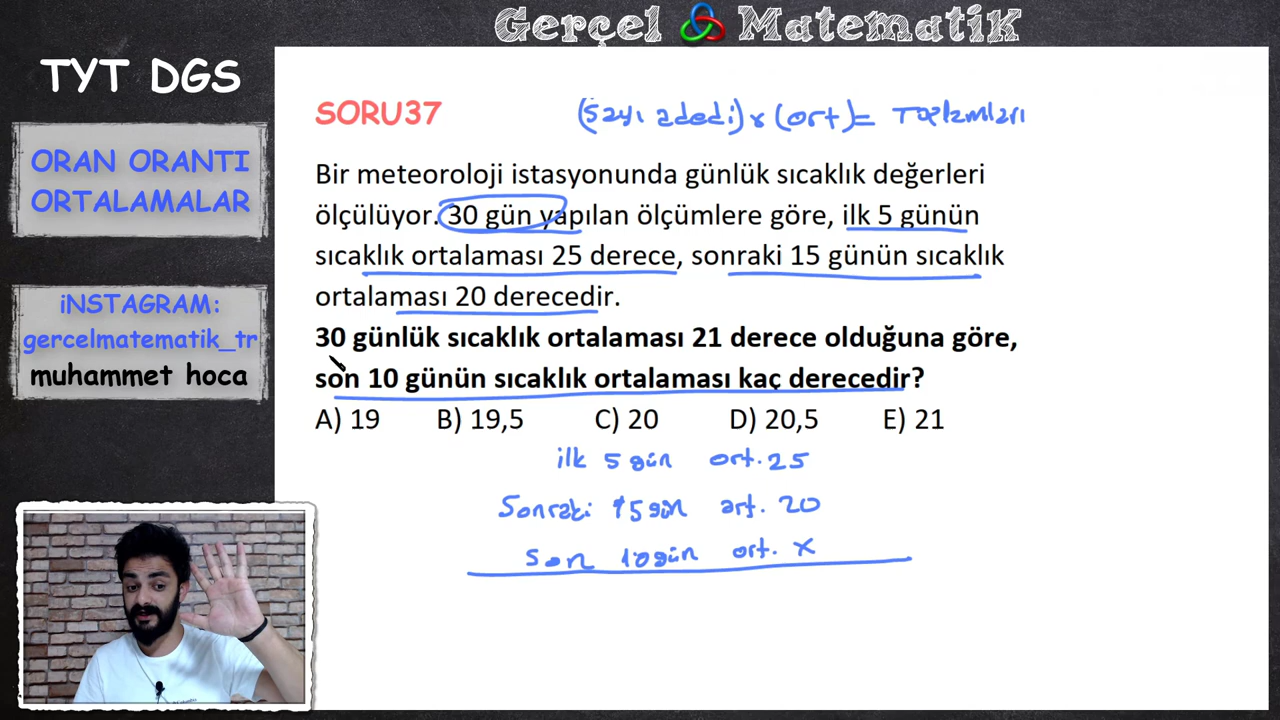 Gerçel Matematik
TYT DGS
ORAN ORANTI
ORTALAMALAR
iNSTAGRAM:
gercelmatematik_tr
muhammet hoca
SORU37
(Sayı adedi) x (ort) = Toplamları
Bir meteoroloji istasyonunda günlük sıcaklık değerleri
ölçülüyor. 30 gün yapılan ölçümlere göre, ilk 5 günün
sıcaklık ortalaması 25 derece, sonraki 15 günün sıcaklık
ortalaması 20 derecedir.
30 günlük sıcaklık ortalaması 21 derece olduğuna göre,
son 10 günün sıcaklık ortalaması kaç derecedir?
A) 19 B) 19,5 C) 20 D) 20,5 E) 21
ilk 5 gün ort. 25
Sonraki 15 gün ort. 20
Son 10 gün ort. x